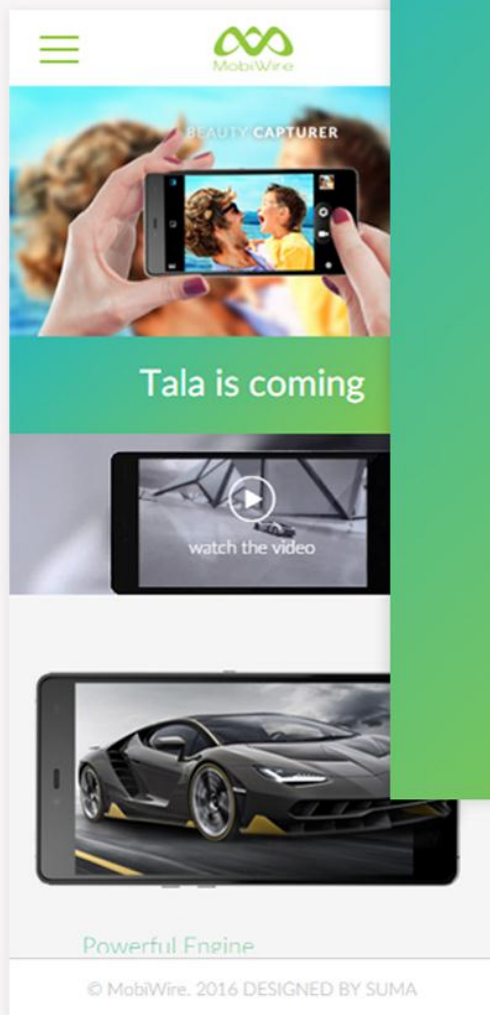 MobiWire
BEAUTY CAPTURER
Tala is coming
watch the video
Powerful Engine
© MobiWire. 2016 DESIGNED BY SUMA